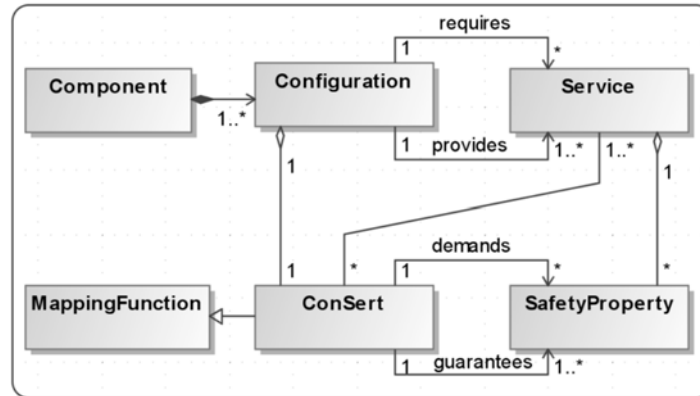 requires
1
*
Component
Configuration
Service
1..*
1
provides
1..*
1..*
1
1
demands
1
*
1
*
*
MappingFunction
ConSert
SafetyProperty
1
guarantees
1..*